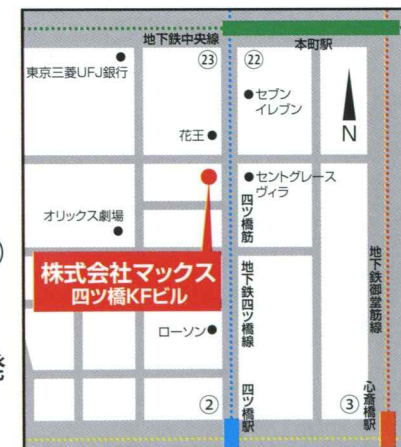 地下鉄中央線
本町駅
東京三菱UFJ銀行
㉓
㉒
セブン
イレブン
花王
N
セントグレース
ヴィラ
四ツ橋筋
オリックス劇場
株式会社マックス
四ツ橋KFビル
地下鉄四ツ橋線
地下鉄御堂筋線
ローソン
②
四ツ橋駅
③
心斎橋駅